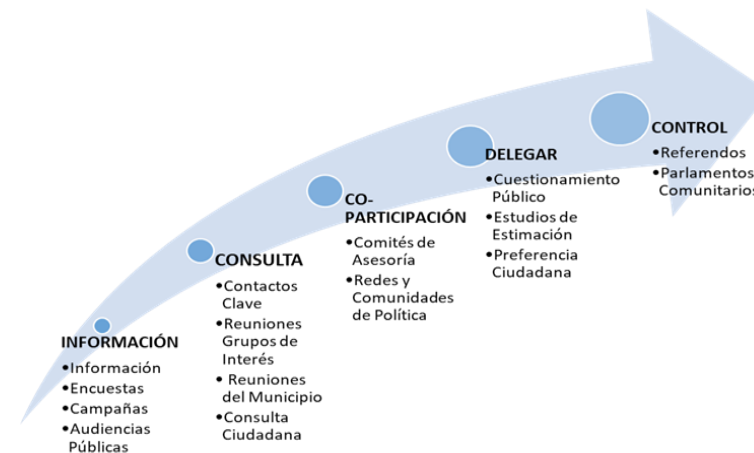 INFORMACIÓN
•Información
•Encuestas
•Campañas
•Audiencias
Públicas
CONSULTA
•Contactos
Clave
•Reuniones
Grupos de
Interés
• Reuniones
del Municipio
•Consulta
Ciudadana
CO-
PARTICIPACIÓN
•Comités de
Asesoría
•Redes y
Comunidades
de Política
DELEGAR
•Cuestionamiento
Público
•Estudios de
Estimación
•Preferencia
Ciudadana
CONTROL
•Referendos
•Parlamentos
Comunitarios